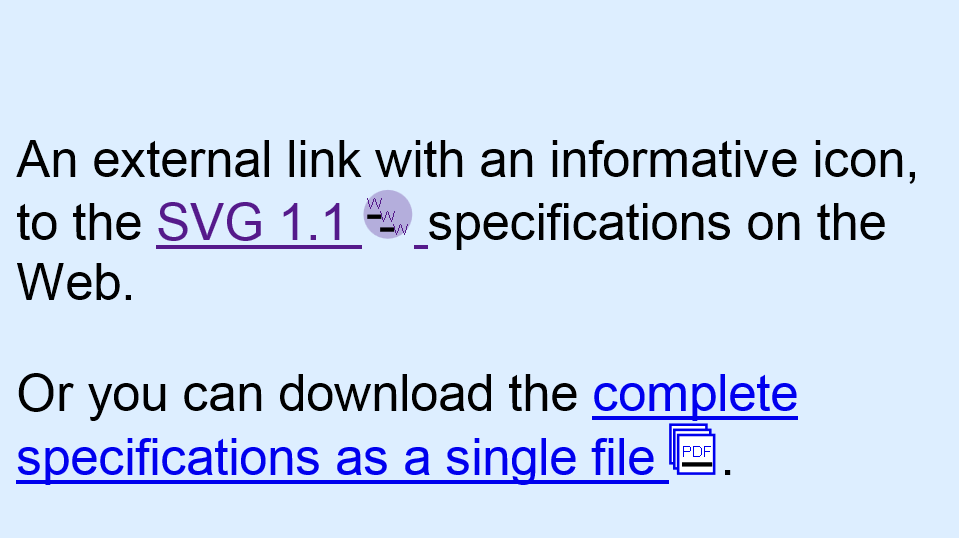 An external link with an informative icon,
to the SVG 1.1 WWW specifications on the
Web.
Or you can download the complete
specifications as a single file PDF.